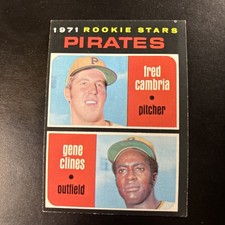 1971 ROOKIE STARS
PIRATES
fred
cambria
pitcher
gene
clines
outfield